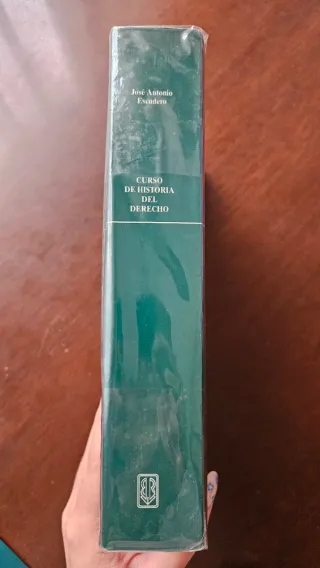 José Antonio
Escudero
CURSO
DE HISTORIA
DEL
DERECHO